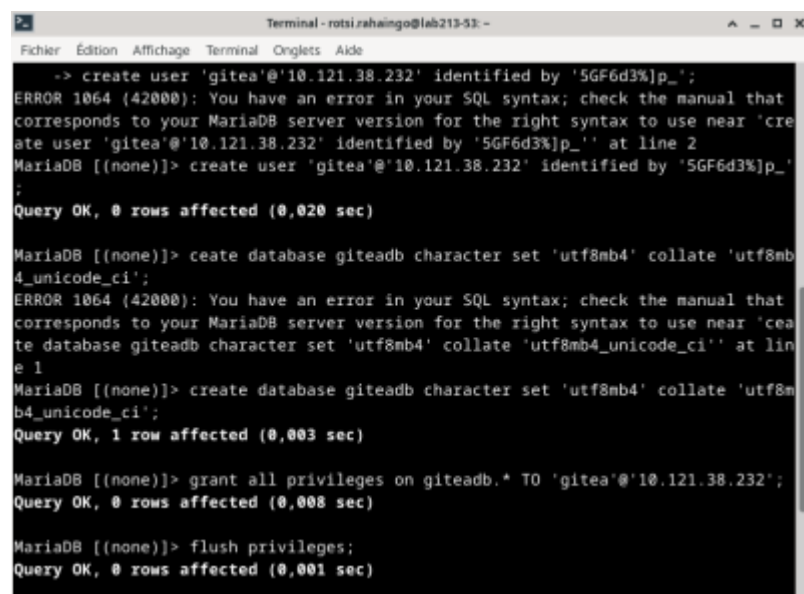 Terminal - rotsi.rahaingo@lab213-53: ~
Fichier Édition Affichage Terminal Onglets Aide
-> create user 'gitea'@'10.121.38.232' identified by '5GF6d3%]p_';
ERROR 1064 (42000): You have an error in your SQL syntax; check the manual that
corresponds to your MariaDB server version for the right syntax to use near 'cre
ate user 'gitea'@'10.121.38.232' identified by '5GF6d3%]p_'' at line 2
MariaDB [(none)]> create user 'gitea'@'10.121.38.232' identified by '5GF6d3%]p_'
;
Query OK, 0 rows affected (0,020 sec)
MariaDB [(none)]> ceate database giteadb character set 'utf8mb4' collate 'utf8mb
4_unicode_ci';
ERROR 1064 (42000): You have an error in your SQL syntax; check the manual that
corresponds to your MariaDB server version for the right syntax to use near 'cea
te database giteadb character set 'utf8mb4' collate 'utf8mb4_unicode_ci'' at lin
e 1
MariaDB [(none)]> create database giteadb character set 'utf8mb4' collate 'utf8m
b4_unicode_ci';
Query OK, 1 row affected (0,003 sec)
MariaDB [(none)]> grant all privileges on giteadb.* TO 'gitea'@'10.121.38.232';
Query OK, 0 rows affected (0,008 sec)
MariaDB [(none)]> flush privileges;
Query OK, 0 rows affected (0,001 sec)